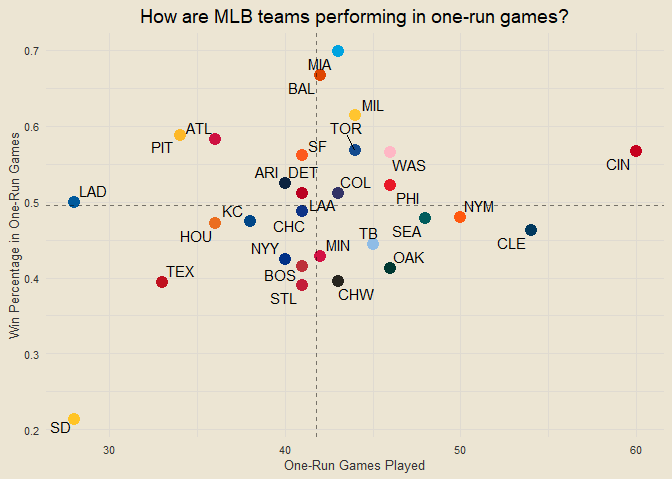 How are MLB teams performing in one-run games?
Win Percentage in One-Run Games
0.7
0.6
0.5
0.4
0.3
0.2
MIA
BAL
MIL
ATL
TOR
PIT
SF
WAS
CIN
ARI
DET
COL
LAD
PHI
KC
LAA
NYM
HOU
CHC
SEA
TB
CLE
NYY
MIN
OAK
TEX
BOS
STL
CHW
SD
30
40
50
60
One-Run Games Played